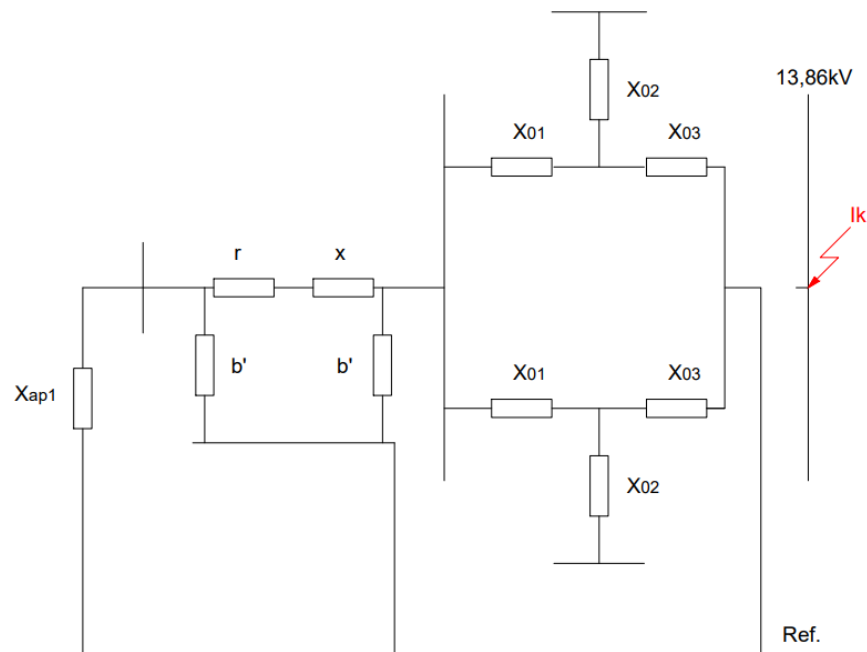 13,86kV
X02
X01
X03
Ik
r
x
b'
b'
Xap1
X01
X03
X02
Ref.